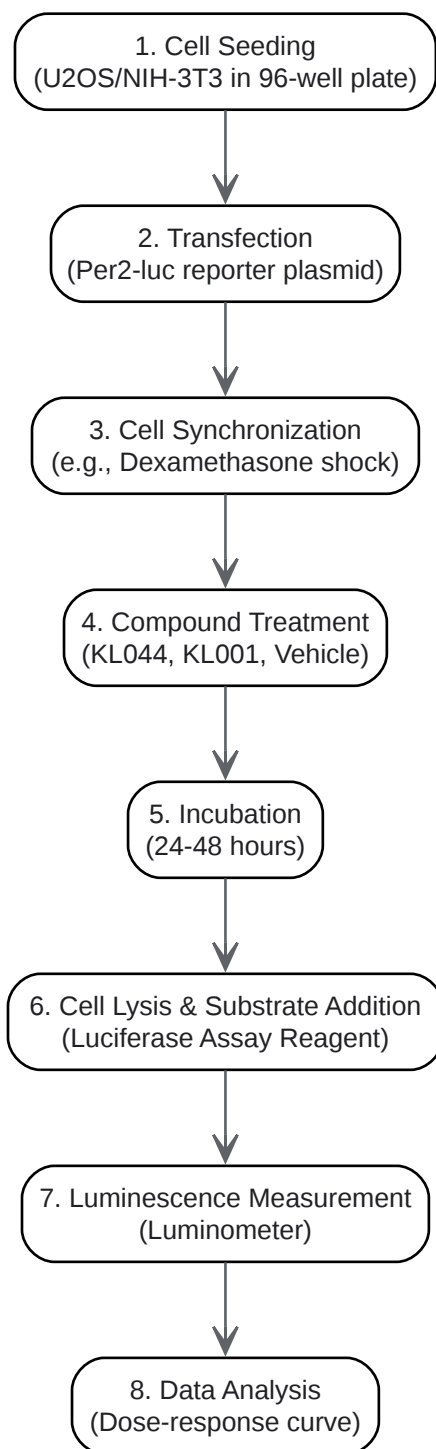 1. Cell Seeding
(U2OS/NIH-3T3 in 96-well plate)
2. Transfection
(Per2-luc reporter plasmid)
3. Cell Synchronization
(e.g., Dexamethasone shock)
4. Compound Treatment
(KL044, KL001, Vehicle)
5. Incubation
(24-48 hours)
6. Cell Lysis & Substrate Addition
(Luciferase Assay Reagent)
7. Luminescence Measurement
(Luminometer)
8. Data Analysis
(Dose-response curve)